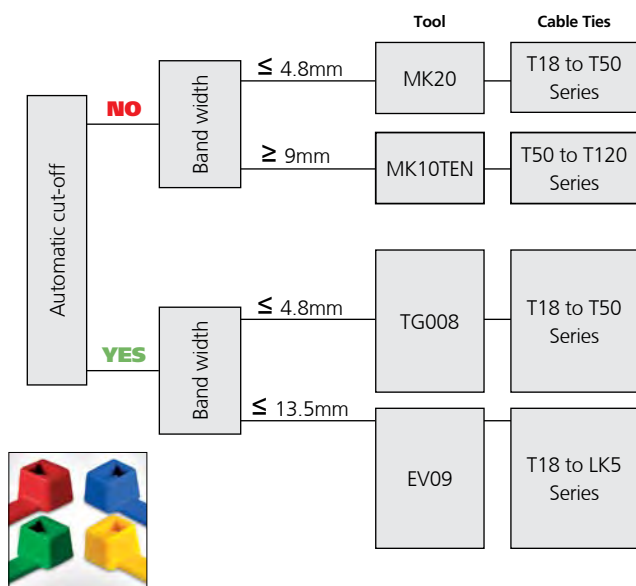 Tool
Cable Ties
Automatic cut-off
NO
Band width
≤ 4.8mm
MK20
T18 to T50
Series
≥ 9mm
MK10TEN
T50 to T120
Series
YES
Band width
≤ 4.8mm
TG008
T18 to T50
Series
≤ 13.5mm
EV09
T18 to LK5
Series